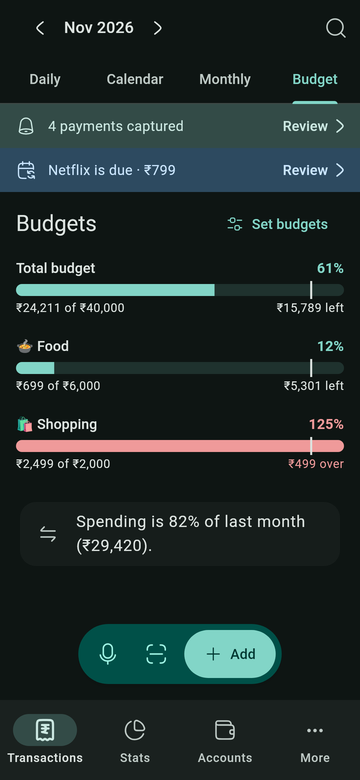 Nov 2026
Daily Calendar Monthly Budget
4 payments captured Review
Netflix is due · ₹799 Review
Budgets Set budgets
Total budget 61%
₹24,211 of ₹40,000 ₹15,789 left
Food 12%
₹699 of ₹6,000 ₹5,301 left
Shopping 125%
₹2,499 of ₹2,000 ₹499 over
Spending is 82% of last month
(₹29,420).
Add
Transactions Stats Accounts More